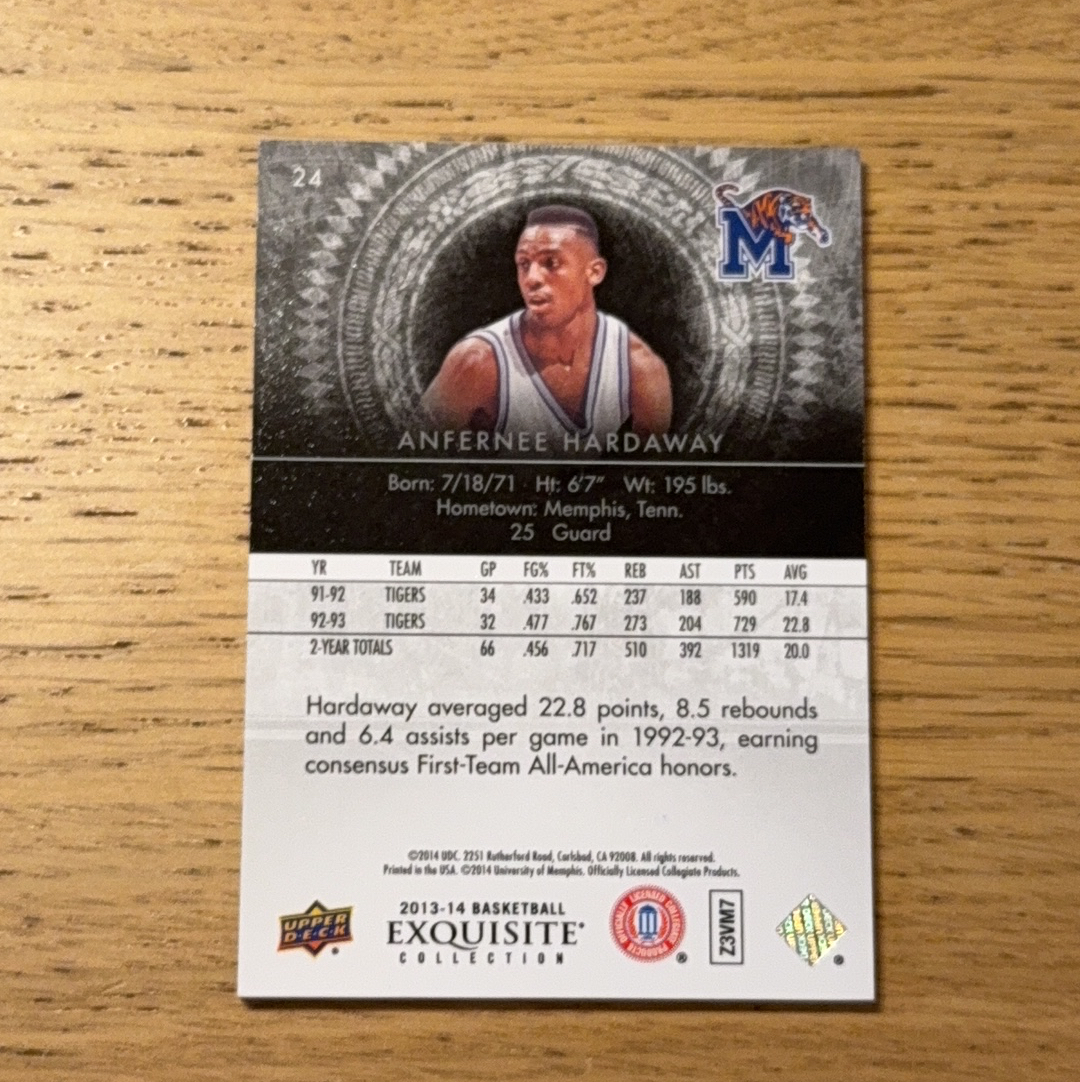 24
M
ANFERNEE HARDAWAY
Born: 7/18/71 · Ht: 6'7" Wt: 195 lbs.
Hometown: Memphis, Tenn.
25 Guard
YR TEAM GP FG% FT% REB AST PTS AVG
91-92 TIGERS 34 .433 .652 237 188 590 17.4
92-93 TIGERS 32 .477 .767 273 204 729 22.8
2-YEAR TOTALS 66 .456 .717 510 392 1319 20.0
Hardaway averaged 22.8 points, 8.5 rebounds
and 6.4 assists per game in 1992-93, earning
consensus First-Team All-America honors.
©2014 UDC. 2251 Rutherford Road, Carlsbad, CA 92008. All rights reserved.
Printed in the USA. ©2014 University of Memphis. Officially Licensed Collegiate Products.
UPPER
DECK
2013-14 BASKETBALL
EXQUISITE
COLLECTION
OFFICIALLY LICENSED COLLEGIATE PRODUCTS
®
Z3VM7